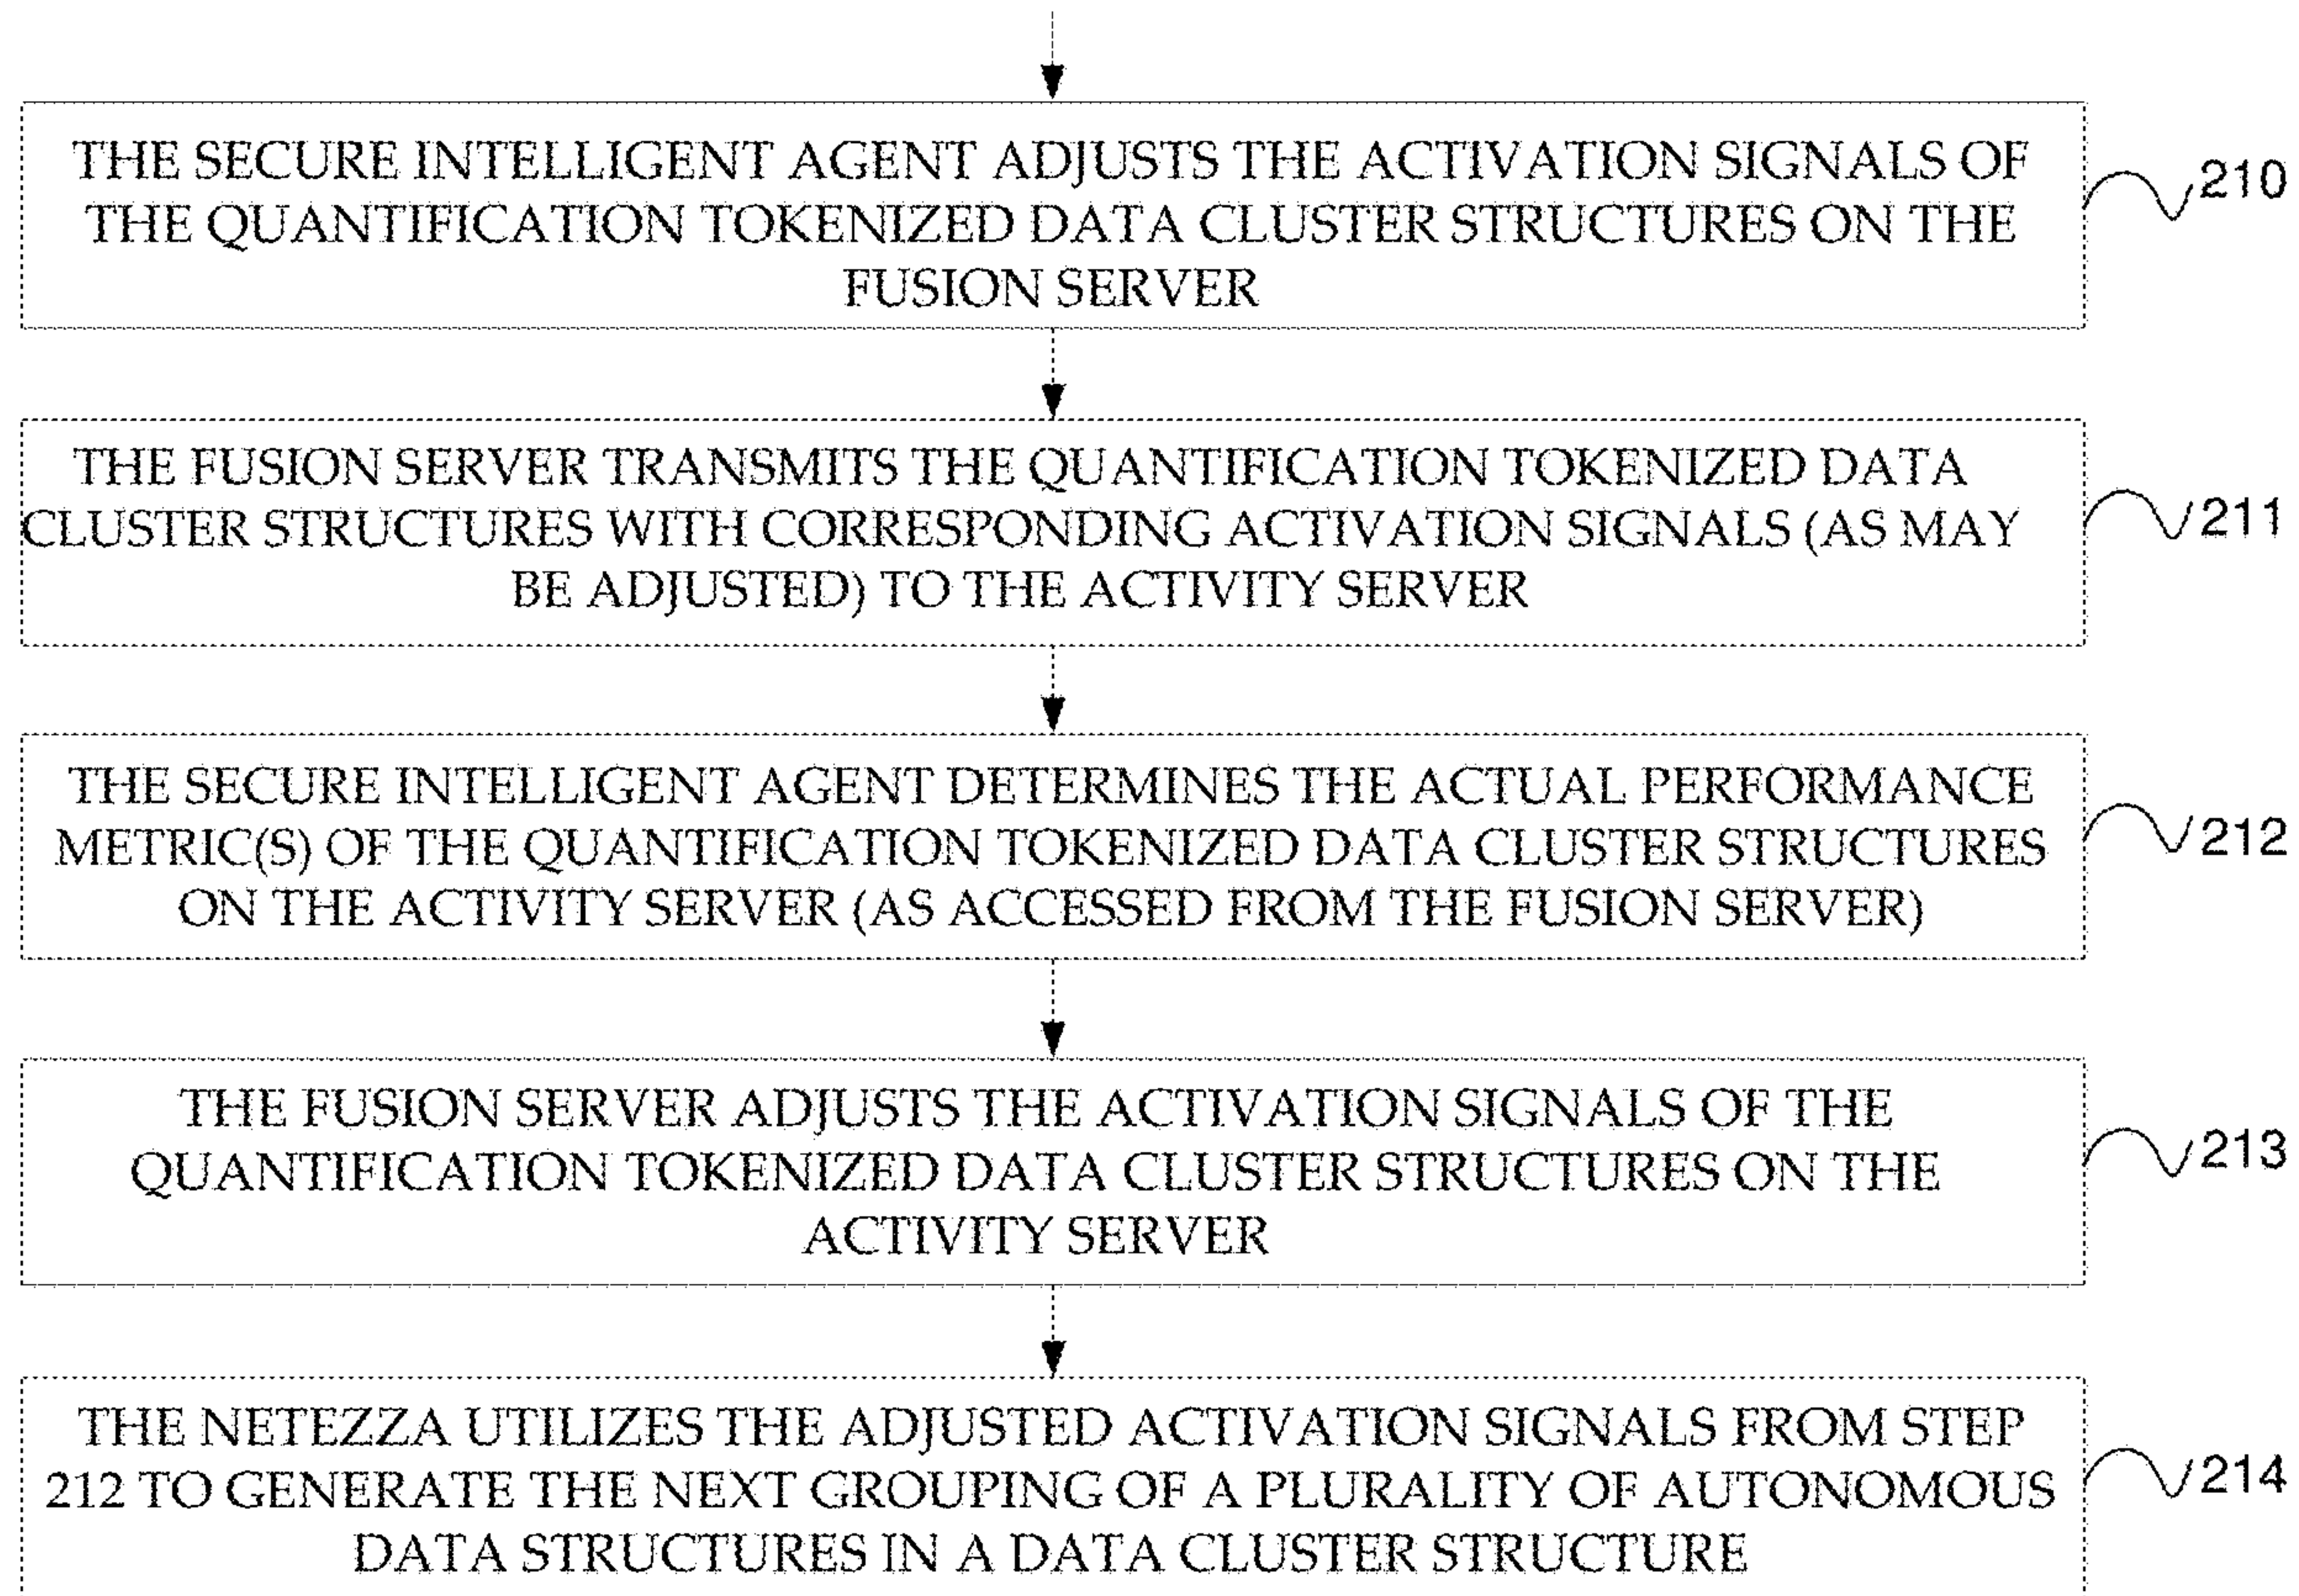 THE SECURE INTELLIGENT AGENT ADJUSTS THE ACTIVATION SIGNALS OF
THE QUANTIFICATION TOKENIZED DATA CLUSTER STRUCTURES ON THE
FUSION SERVER
210
THE FUSION SERVER TRANSMITS THE QUANTIFICATION TOKENIZED DATA
CLUSTER STRUCTURES WITH CORRESPONDING ACTIVATION SIGNALS (AS MAY
BE ADJUSTED) TO THE ACTIVITY SERVER
211
THE SECURE INTELLIGENT AGENT DETERMINES THE ACTUAL PERFORMANCE
METRIC(S) OF THE QUANTIFICATION TOKENIZED DATA CLUSTER STRUCTURES
ON THE ACTIVITY SERVER (AS ACCESSED FROM THE FUSION SERVER)
212
THE FUSION SERVER ADJUSTS THE ACTIVATION SIGNALS OF THE
QUANTIFICATION TOKENIZED DATA CLUSTER STRUCTURES ON THE
ACTIVITY SERVER
213
THE NETEZZA UTILIZES THE ADJUSTED ACTIVATION SIGNALS FROM STEP
212 TO GENERATE THE NEXT GROUPING OF A PLURALITY OF AUTONOMOUS
DATA STRUCTURES IN A DATA CLUSTER STRUCTURE
214